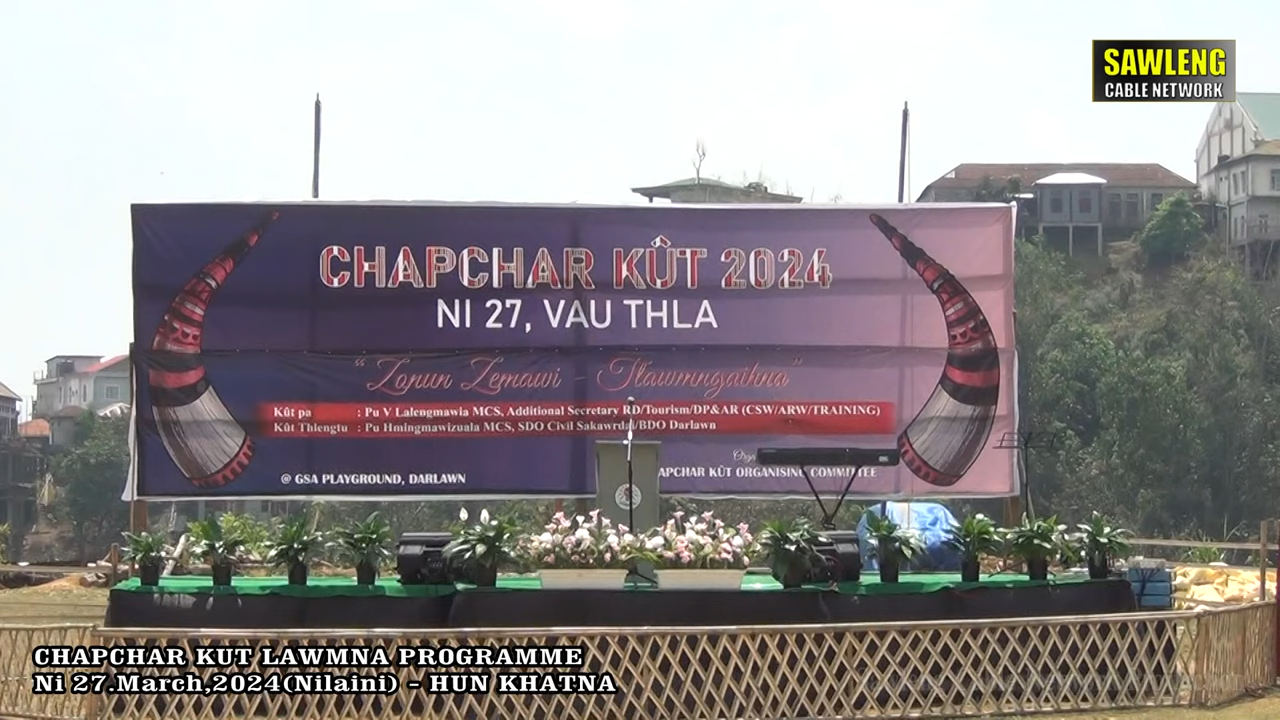 SAWLENG
CABLE NETWORK
CHAPCHAR KÛT 2024
NI 27, VAU THLA
"Zonun Zemawi - Tlawmngaihna"
Kût pa : Pu V Lalengmawia MCS, Additional Secretary RD/Tourism/DP&AR (CSW/ARW/TRAINING)
Kût Thlengtu : Pu Hmingmawizuala MCS, SDO Civil Sakawrdai/BDO Darlawn
@ GSA PLAYGROUND, DARLAWN
KÛT ORGANISING COMMITTEE
CHAPCHAR KUT LAWMNA PROGRAMME
Ni 27.March,2024(Nilaini) - HUN KHATNA